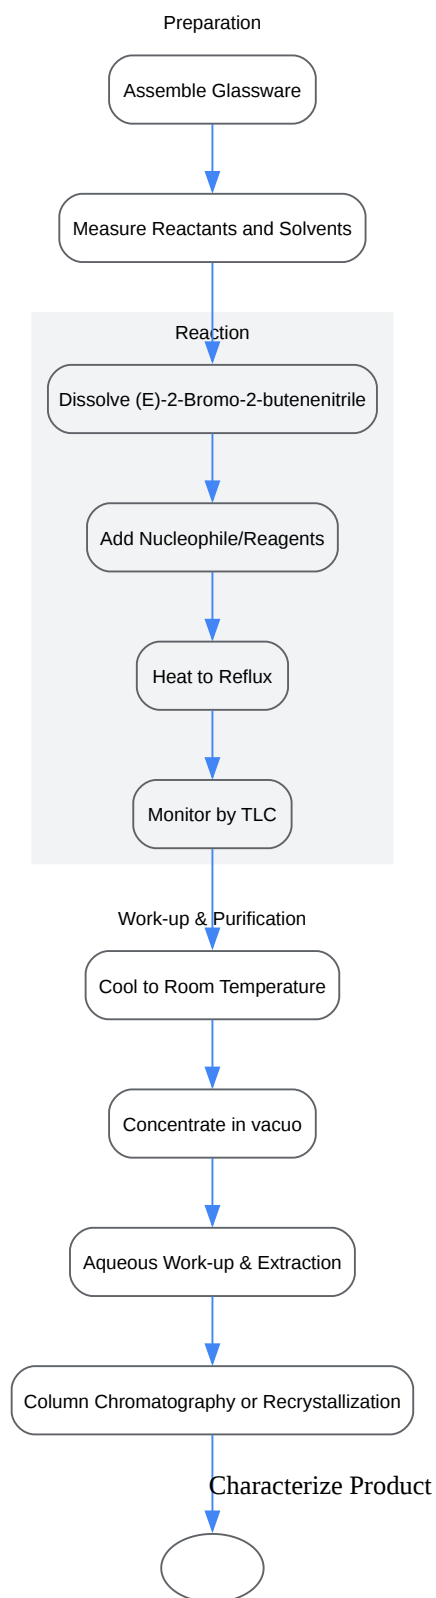 Preparation
Assemble Glassware
Measure Reactants and Solvents
Reaction
Dissolve (E)-2-Bromo-2-butenenitrile
Add Nucleophile/Reagents
Heat to Reflux
Monitor by TLC
Work-up & Purification
Cool to Room Temperature
Concentrate in vacuo
Aqueous Work-up & Extraction
Column Chromatography or Recrystallization
Characterize Product